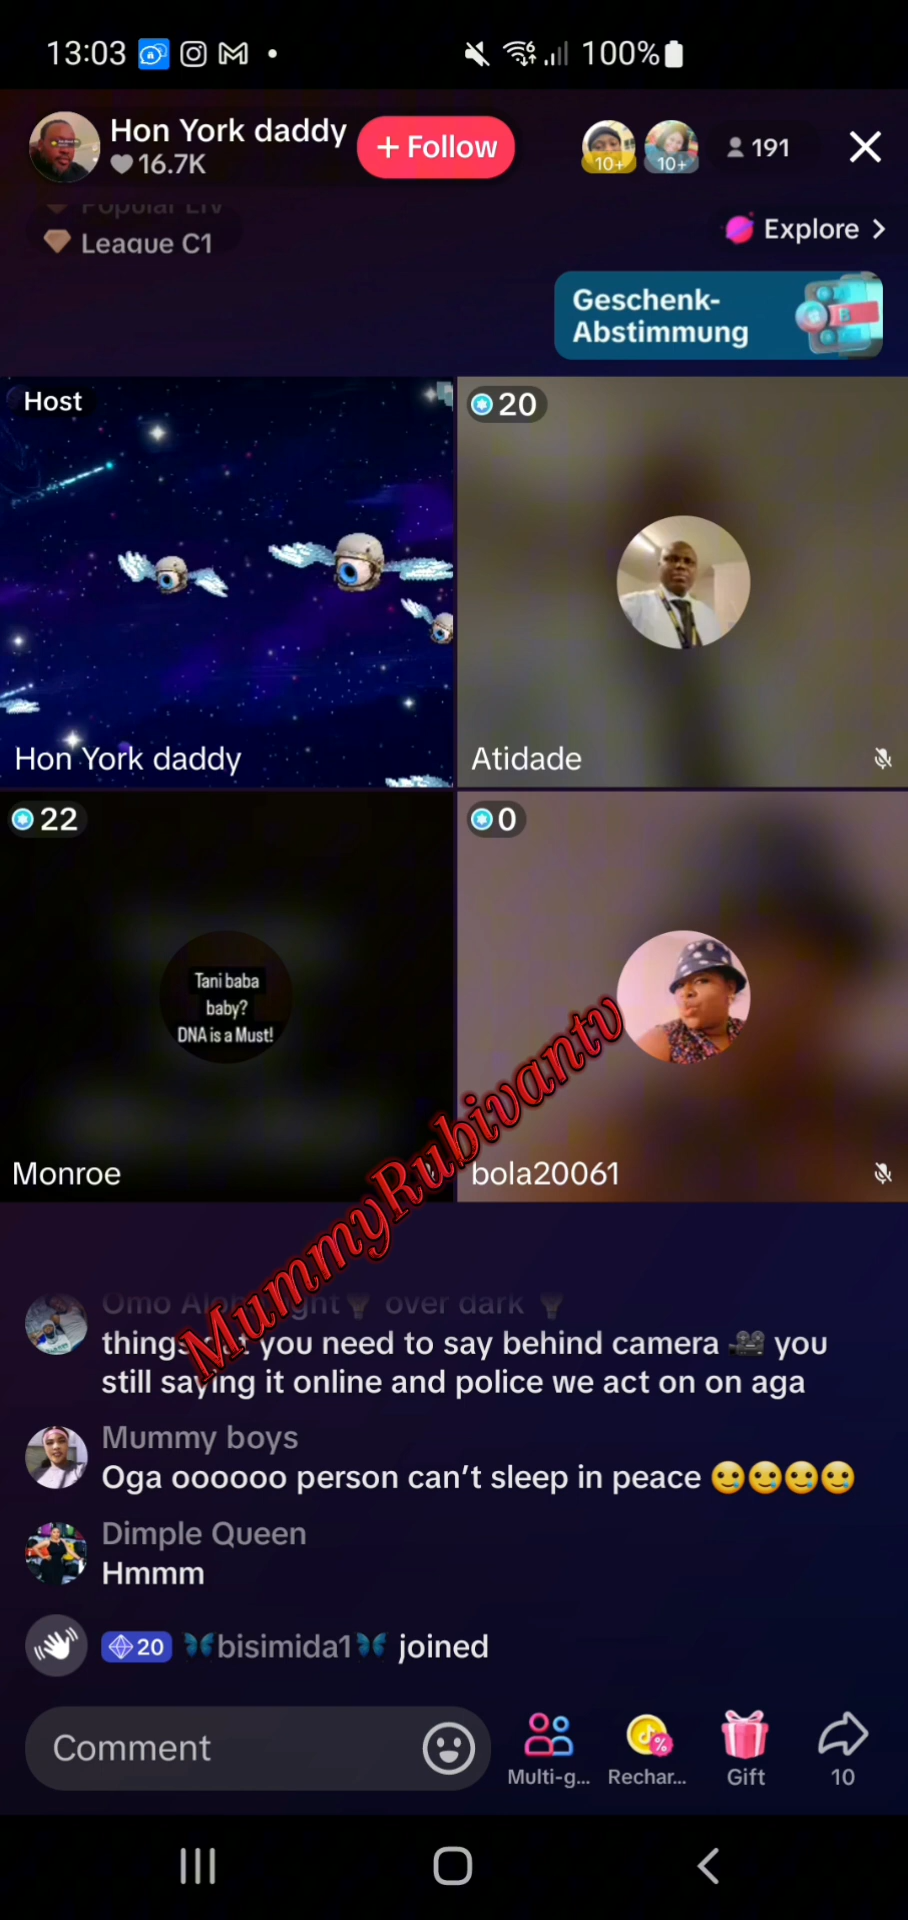 13:03
100%
Hon York daddy
16.7K
+ Follow
10+
10+
191
Popular LIVE
League C1
Explore >
Geschenk-
Abstimmung
Host
20
Hon York daddy
Atidade
22
0
Tani baba
baby?
DNA is a Must!
Monroe
bola20061
MummyRubivantv
over dark
you need to say behind camera 🎥 you
still saying it online and police we act on on aga
Mummy boys
Oga oooooo person can't sleep in peace 🥲🥲🥲🥲
Dimple Queen
Hmmm
20 🦋bisimida1🦋 joined
Comment
Multi-g...
Rechar...
Gift
10